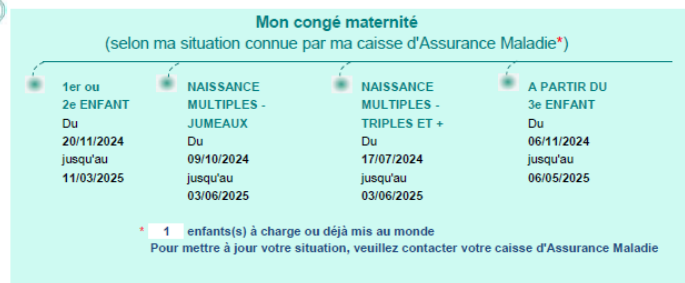 Mon congé maternité
(selon ma situation connue par ma caisse d'Assurance Maladie*)
1er ou
2e ENFANT
Du
20/11/2024
jusqu'au
11/03/2025
NAISSANCE
MULTIPLES -
JUMEAUX
Du
09/10/2024
jusqu'au
03/06/2025
NAISSANCE
MULTIPLES -
TRIPLES ET +
Du
17/07/2024
jusqu'au
03/06/2025
A PARTIR DU
3e ENFANT
Du
06/11/2024
jusqu'au
06/05/2025
* 1 enfants(s) à charge ou déjà mis au monde
Pour mettre à jour votre situation, veuillez contacter votre caisse d'Assurance Maladie